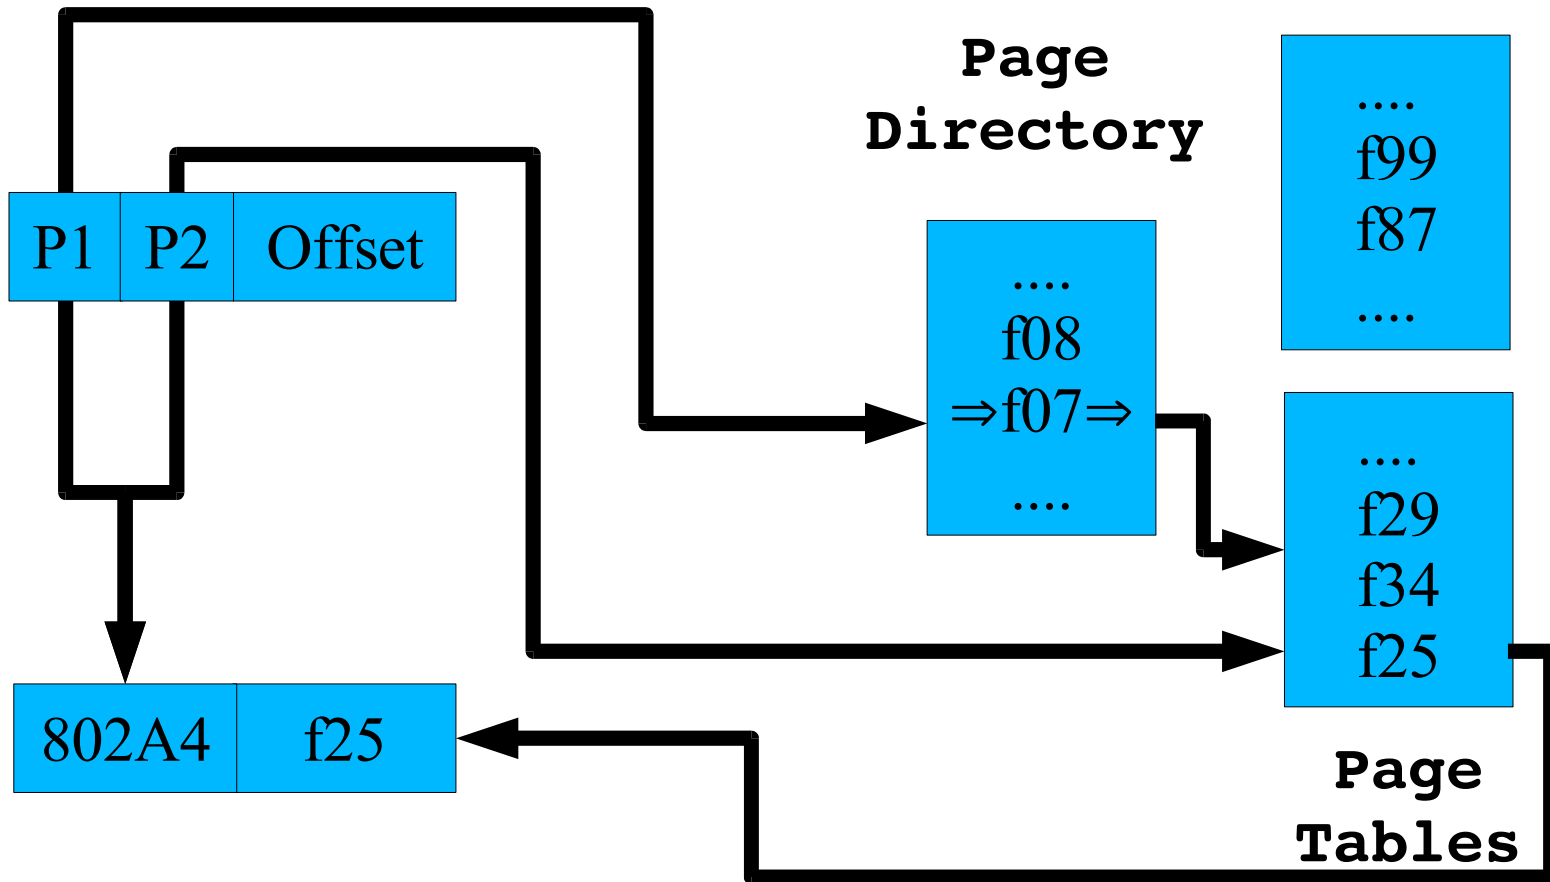 Page
Directory
....
f99
f87
....
P1 P2 Offset
....
f08
⇒f07⇒
....
....
f29
f34
f25
802A4 f25
Page
Tables